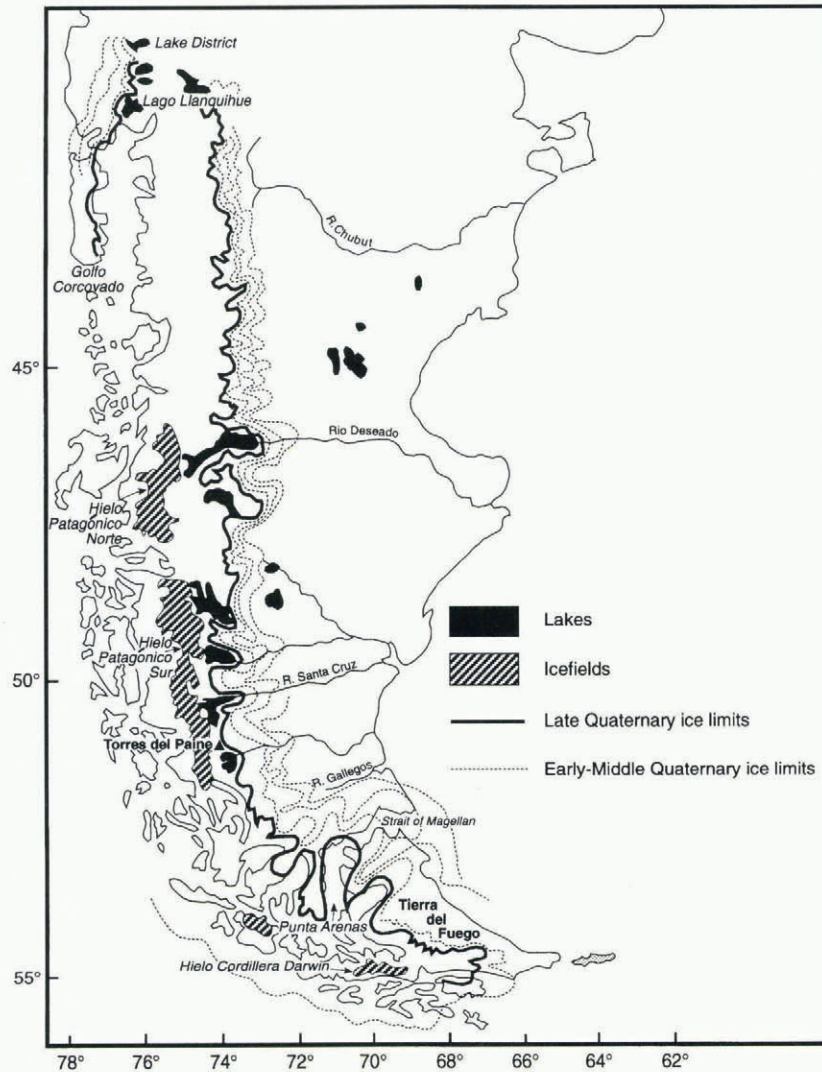 Lake District
Lago Llanquihue
R.Chubut
Golfo
Corcovado
45°
Rio Deseado
Hielo
Patagónico
Norte
Lakes
Hielo
Patagónico
Sur
50°
R. Santa Cruz
Icefields
Late Quaternary ice limits
Torres del Paine
R. Gallegos
Early-Middle Quaternary ice limits
Strait of Magellan
Tierra
del
Fuego
Punta Arenas
Hielo Cordillera Darwin
55°
78° 76° 74° 72° 70° 68° 66° 64° 62°